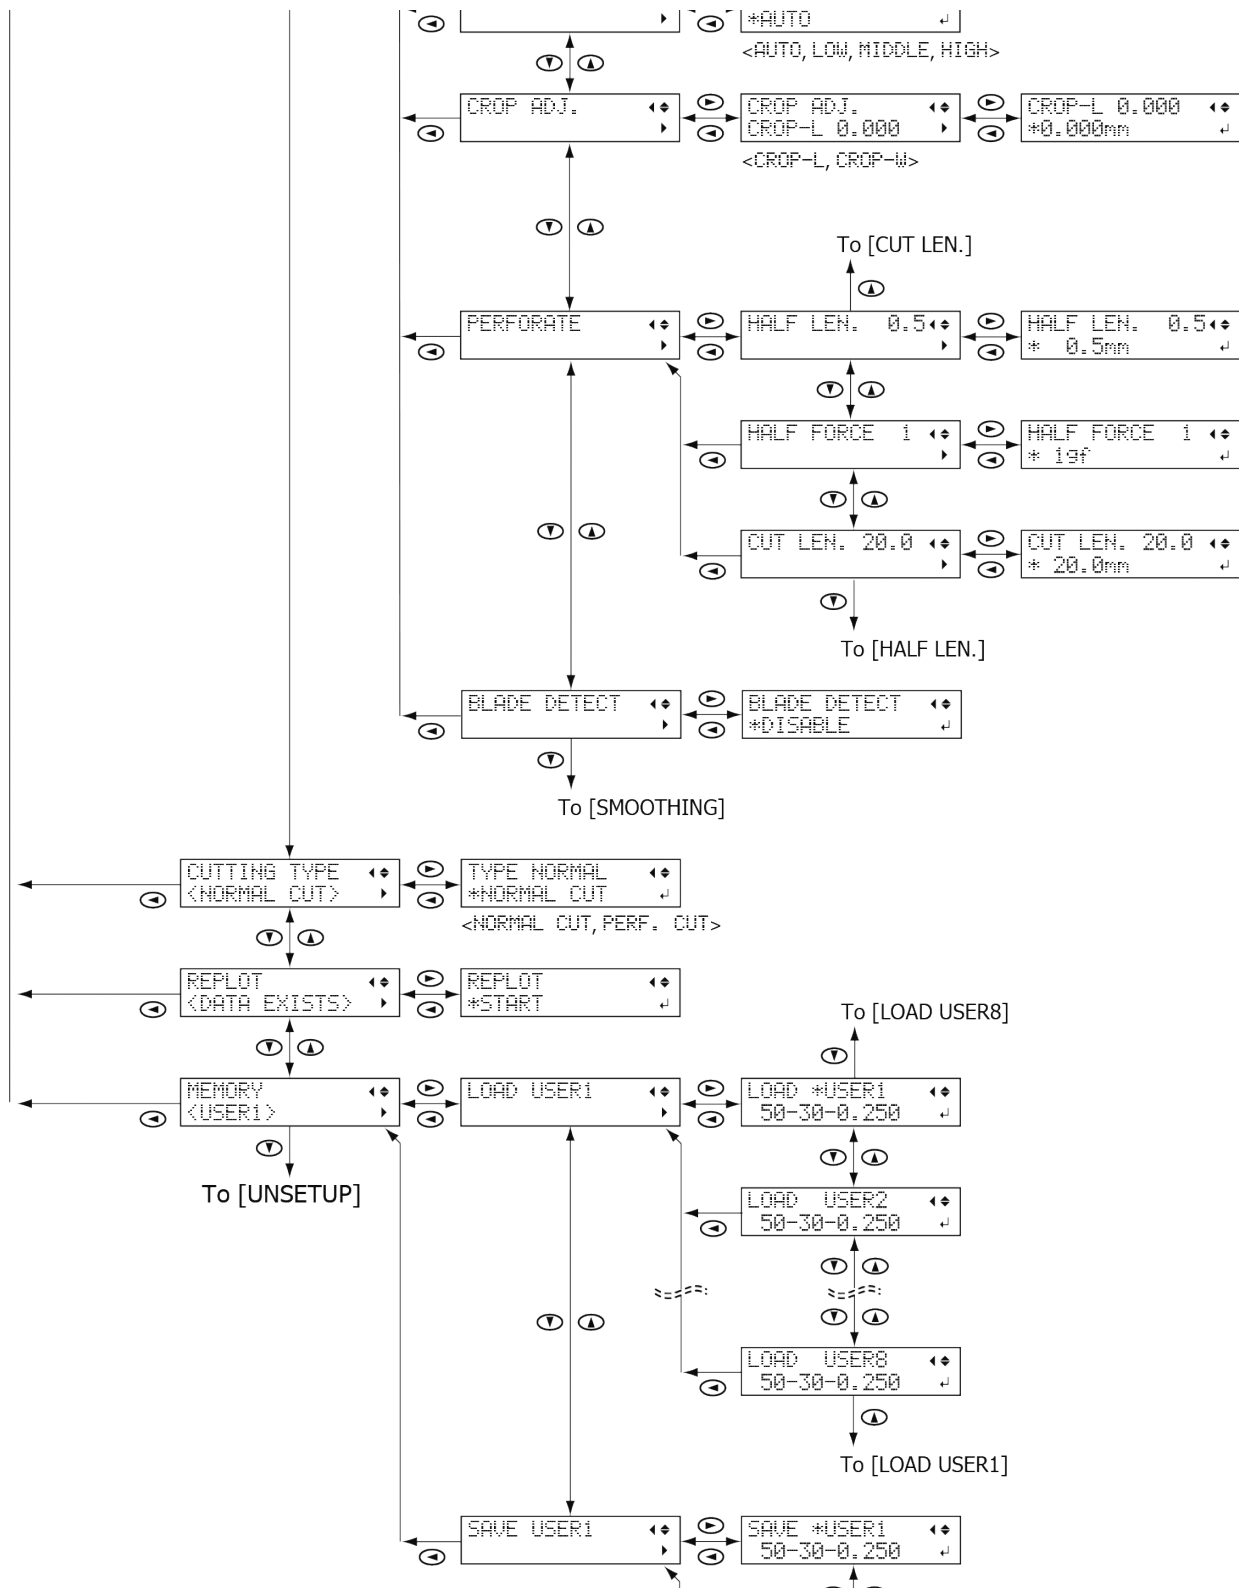 *AUTO
<AUTO, LOW, MIDDLE, HIGH>
CROP ADJ.
CROP ADJ.
CROP-L 0.000
CROP-L 0.000
*0.000mm
<CROP-L, CROP-W>
To [CUT LEN.]
PERFORATE
HALF LEN. 0.5
HALF LEN. 0.5
* 0.5mm
HALF FORCE 1
HALF FORCE 1
* 1gf
CUT LEN. 20.0
CUT LEN. 20.0
* 20.0mm
To [HALF LEN.]
BLADE DETECT
BLADE DETECT
*DISABLE
To [SMOOTHING]
CUTTING TYPE
<NORMAL CUT>
TYPE NORMAL
*NORMAL CUT
<NORMAL CUT, PERF. CUT>
REPLOT
<DATA EXISTS>
REPLOT
*START
To [LOAD USER8]
MEMORY
<USER1>
LOAD USER1
LOAD *USER1
50-30-0.250
To [UNSETUP]
LOAD USER2
50-30-0.250
LOAD USER8
50-30-0.250
To [LOAD USER1]
SAVE USER1
SAVE *USER1
50-30-0.250